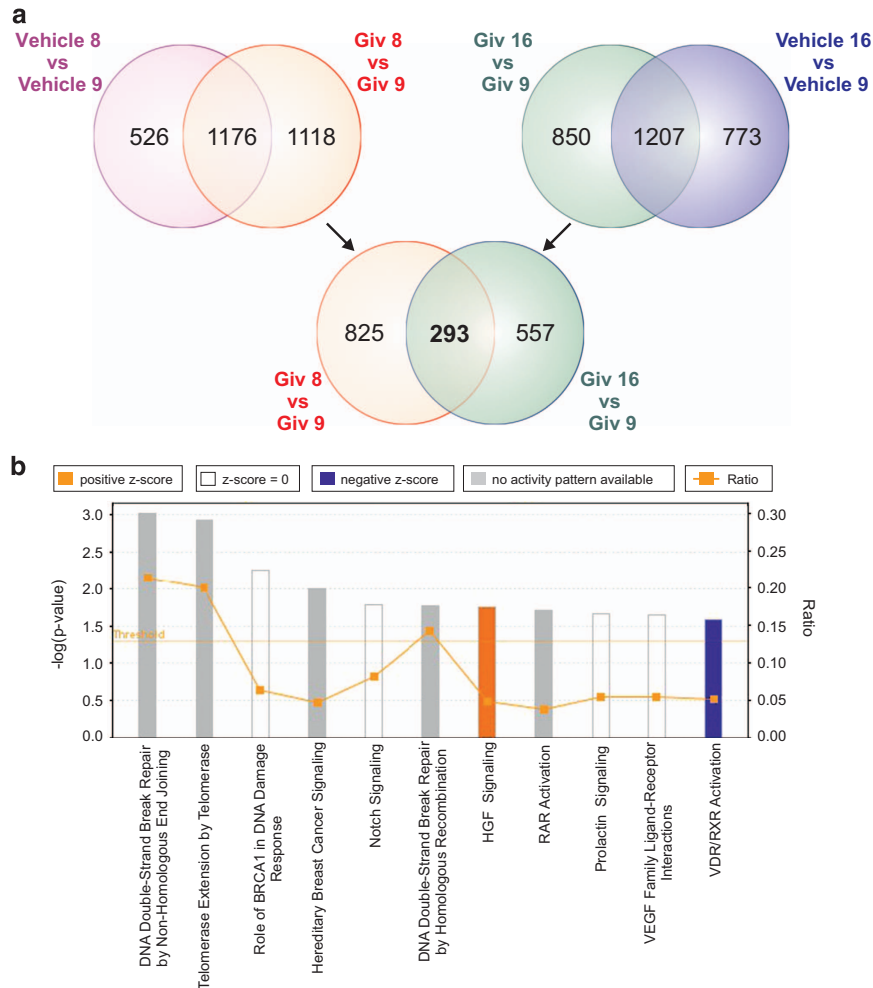 a
Vehicle 8
vs
Vehicle 9
Giv 8
vs
Giv 9
Giv 16
vs
Giv 9
Vehicle 16
vs
Vehicle 9
526
1176
1118
850
1207
773
825
293
557
Giv 8
vs
Giv 9
Giv 16
vs
Giv 9
b
positive z-score
z-score = 0
negative z-score
no activity pattern available
Ratio
3.0
2.5
2.0
1.5
1.0
0.5
0.0
-log(p-value)
Threshold
0.30
0.25
0.20
0.15
0.10
0.05
0.00
Ratio
DNA Double-Strand Break Repair
by Non-Homologous End Joining
Telomerase Extension by Telomerase
Role of BRCA1 in DNA Damage
Response
Hereditary Breast Cancer Signaling
Notch Signaling
DNA Double-Strand Break Repair
by Homologous Recombination
HGF Signaling
RAR Activation
Prolactin Signaling
VEGF Family Ligand-Receptor
Interactions
VDR/RXR Activation